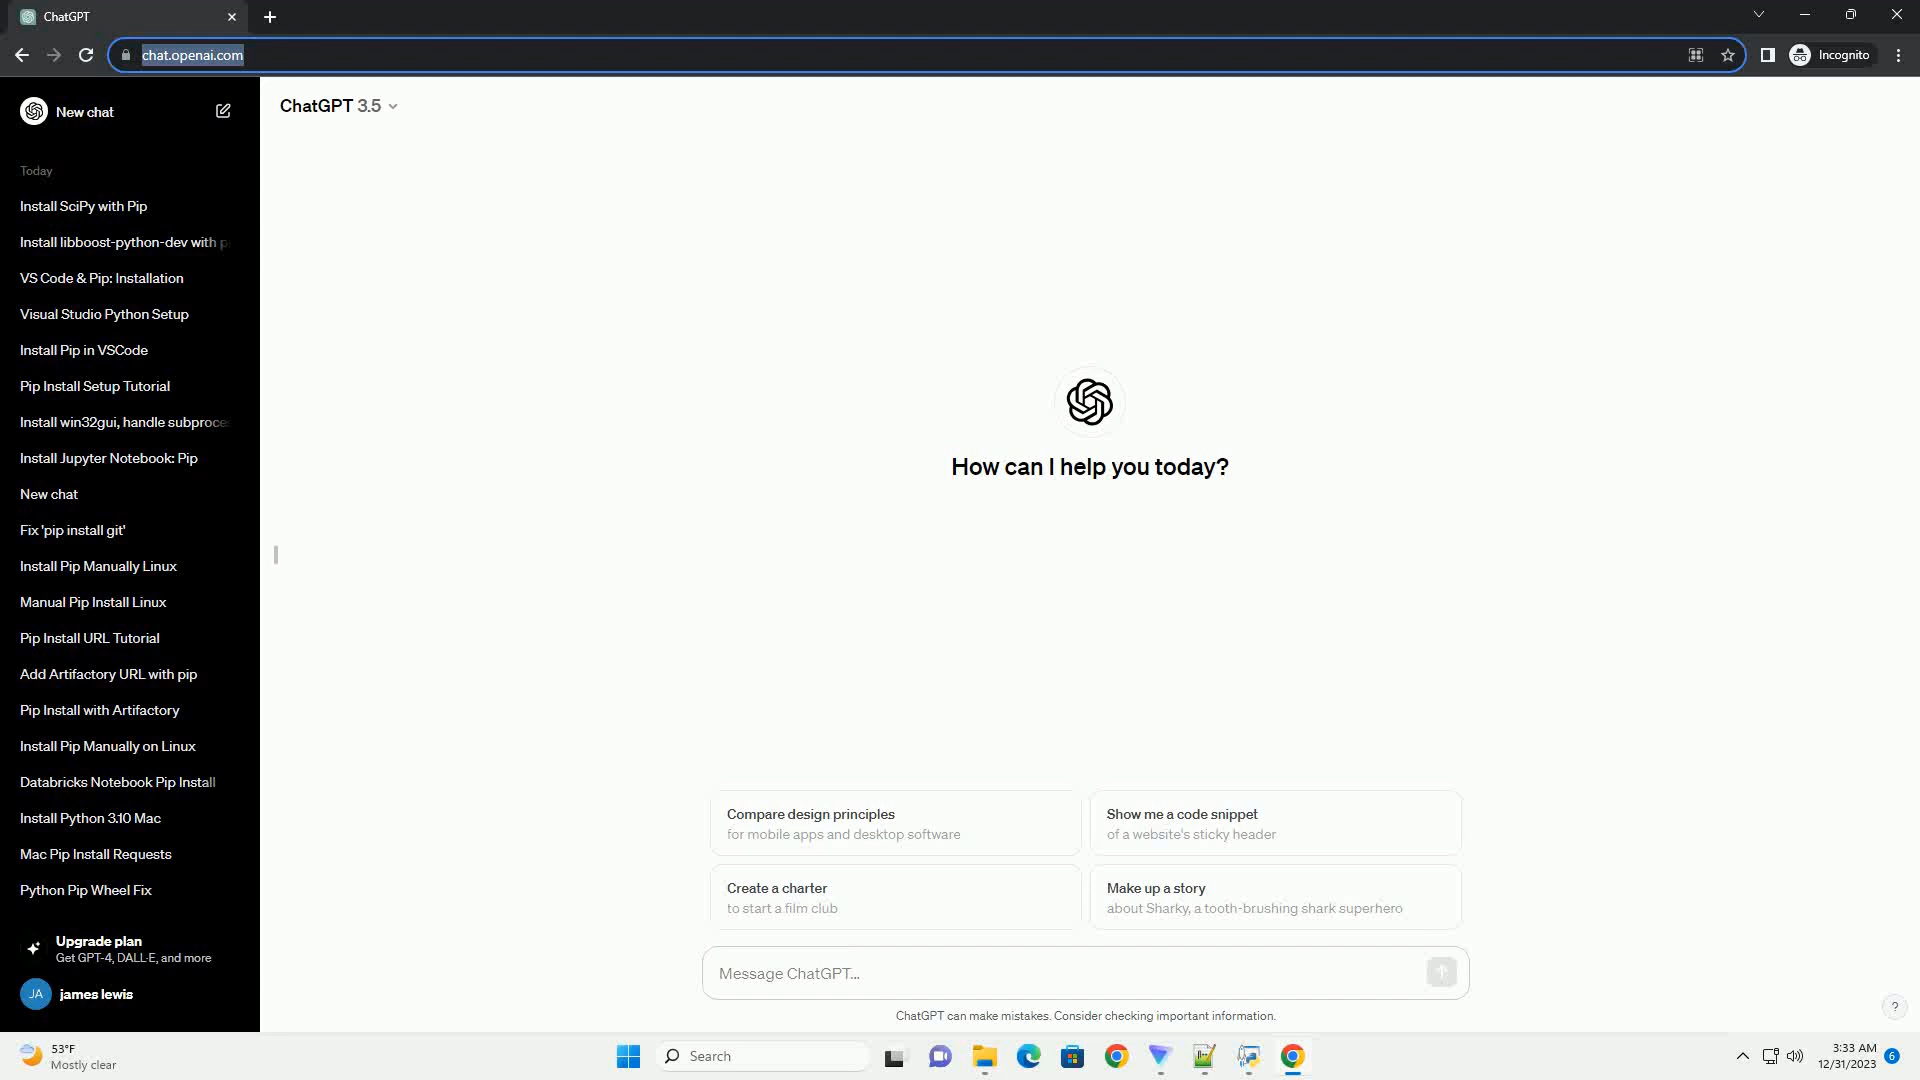 ChatGPT
chat.openai.com
Incognito
New chat
ChatGPT 3.5
Today
Install SciPy with Pip
Install libboost-python-dev with p
VS Code & Pip: Installation
Visual Studio Python Setup
Install Pip in VSCode
Pip Install Setup Tutorial
Install win32gui, handle subproce
Install Jupyter Notebook: Pip
New chat
Fix 'pip install git'
Install Pip Manually Linux
Manual Pip Install Linux
Pip Install URL Tutorial
Add Artifactory URL with pip
Pip Install with Artifactory
Install Pip Manually on Linux
Databricks Notebook Pip Install
Install Python 3.10 Mac
Mac Pip Install Requests
Python Pip Wheel Fix
Upgrade plan
Get GPT-4, DALL·E, and more
JA james lewis
How can I help you today?
Compare design principles
for mobile apps and desktop software
Show me a code snippet
of a website's sticky header
Create a charter
to start a film club
Make up a story
about Sharky, a tooth-brushing shark superhero
Message ChatGPT...
ChatGPT can make mistakes. Consider checking important information.
?
53°F
Mostly clear
Search
3:33 AM
12/31/2023
6